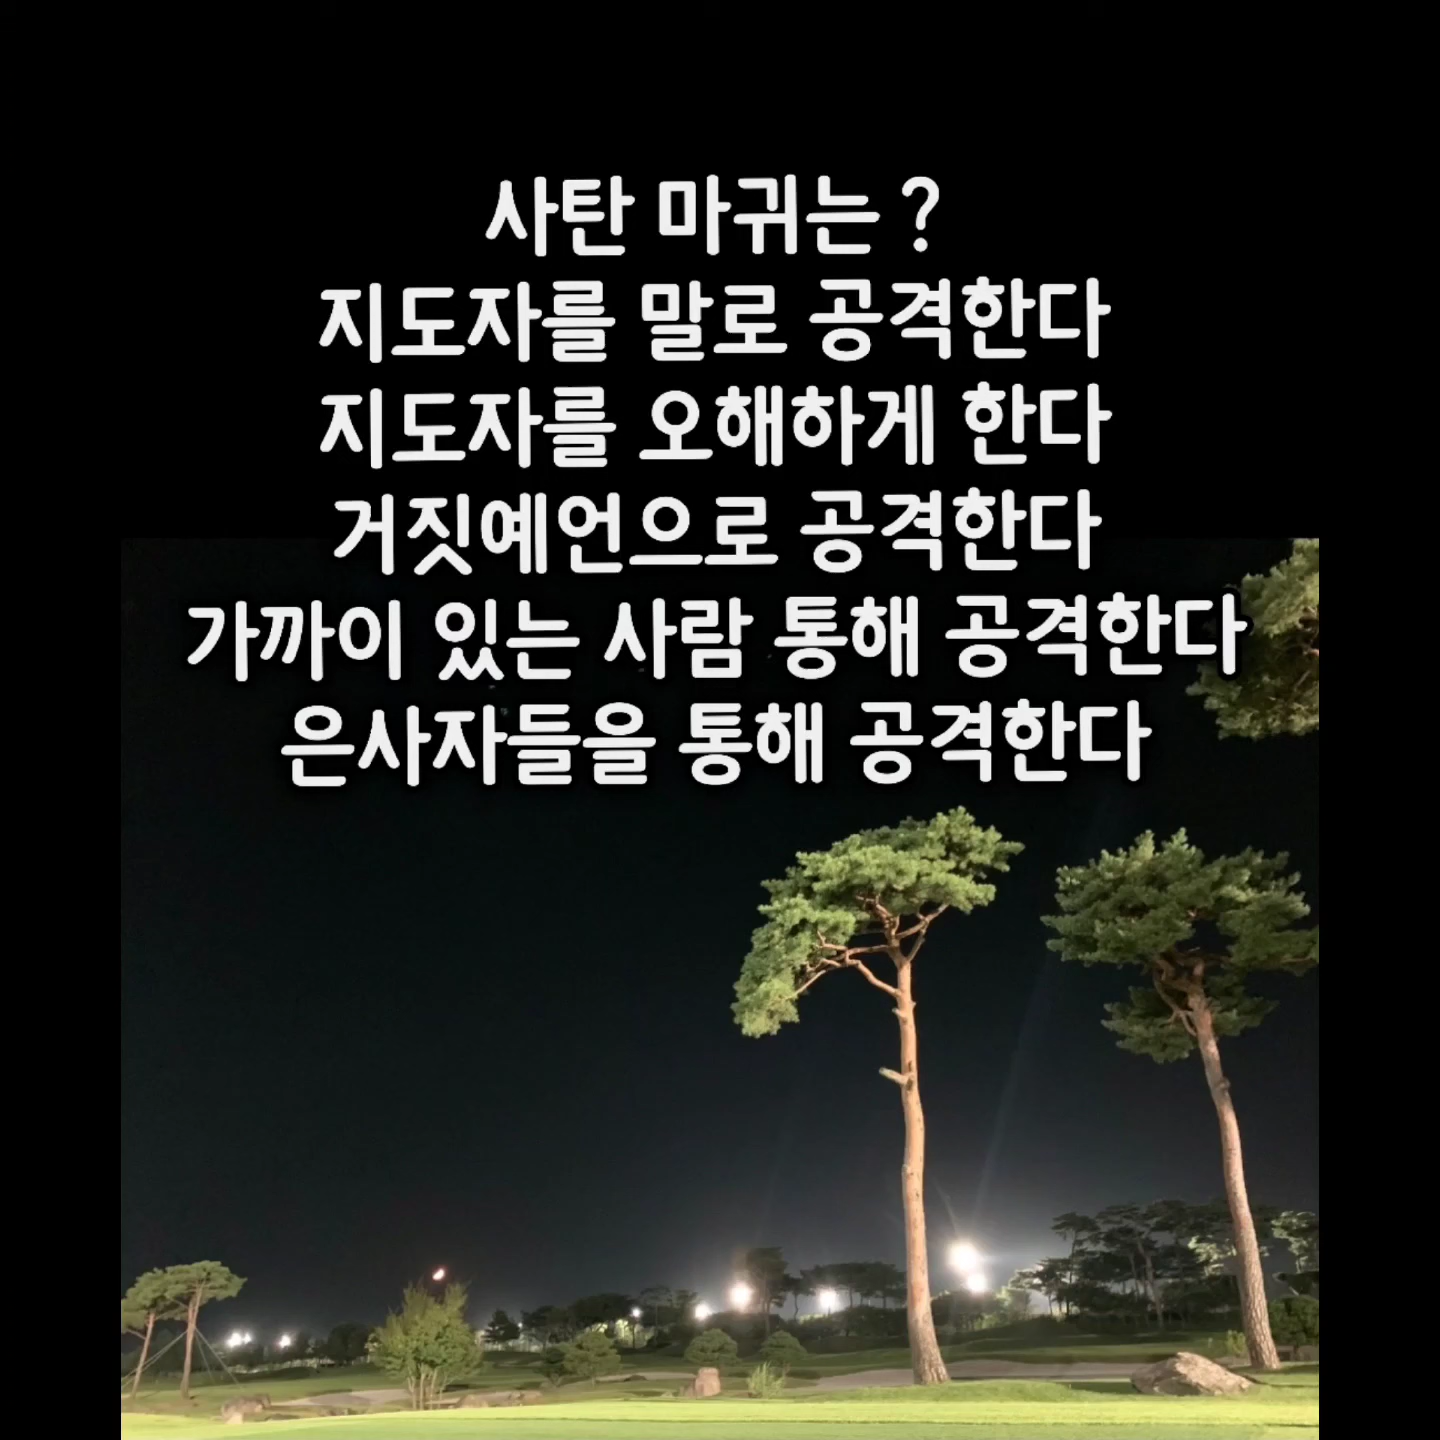 사탄 마귀는 ?
지도자를 말로 공격한다
지도자를 오해하게 한다
거짓예언으로 공격한다
가까이 있는 사람 통해 공격한다
은사자들을 통해 공격한다